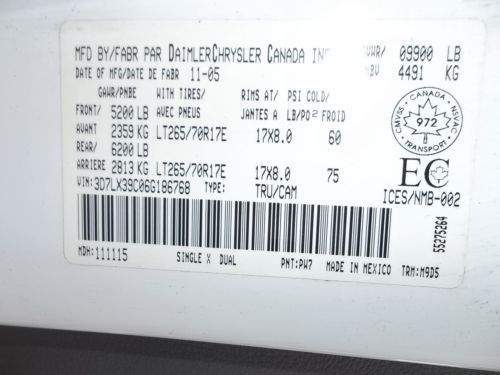 MFD BY/FABR PAR DAIMLERCHRYSLER CANADA INC 09900 LB
DATE OF MFG/DATE DE FABR 11-05 4491 KG
GAWR/PNBE WITH TIRES/ RIMS AT/ PSI COLD/
FRONT/ 5200 LB AVEC PNEUS JANTES A LB/PO2 FROID
AVANT 2359 KG LT265/70R17E 17X8.0 60
REAR/ 6200 LB
ARRIERE 2813 KG LT265/70R17E 17X8.0 75
VIN: 3D7LX39C06G186768 TYPE: TRU/CAM
CANADA
CMVSS 972 NSVAC
TRANSPORT
EC
ICES/NMB-002
55275264
MDH: 111115 SINGLE X DUAL PNT: PW7 MADE IN MEXICO TRM: M9D5